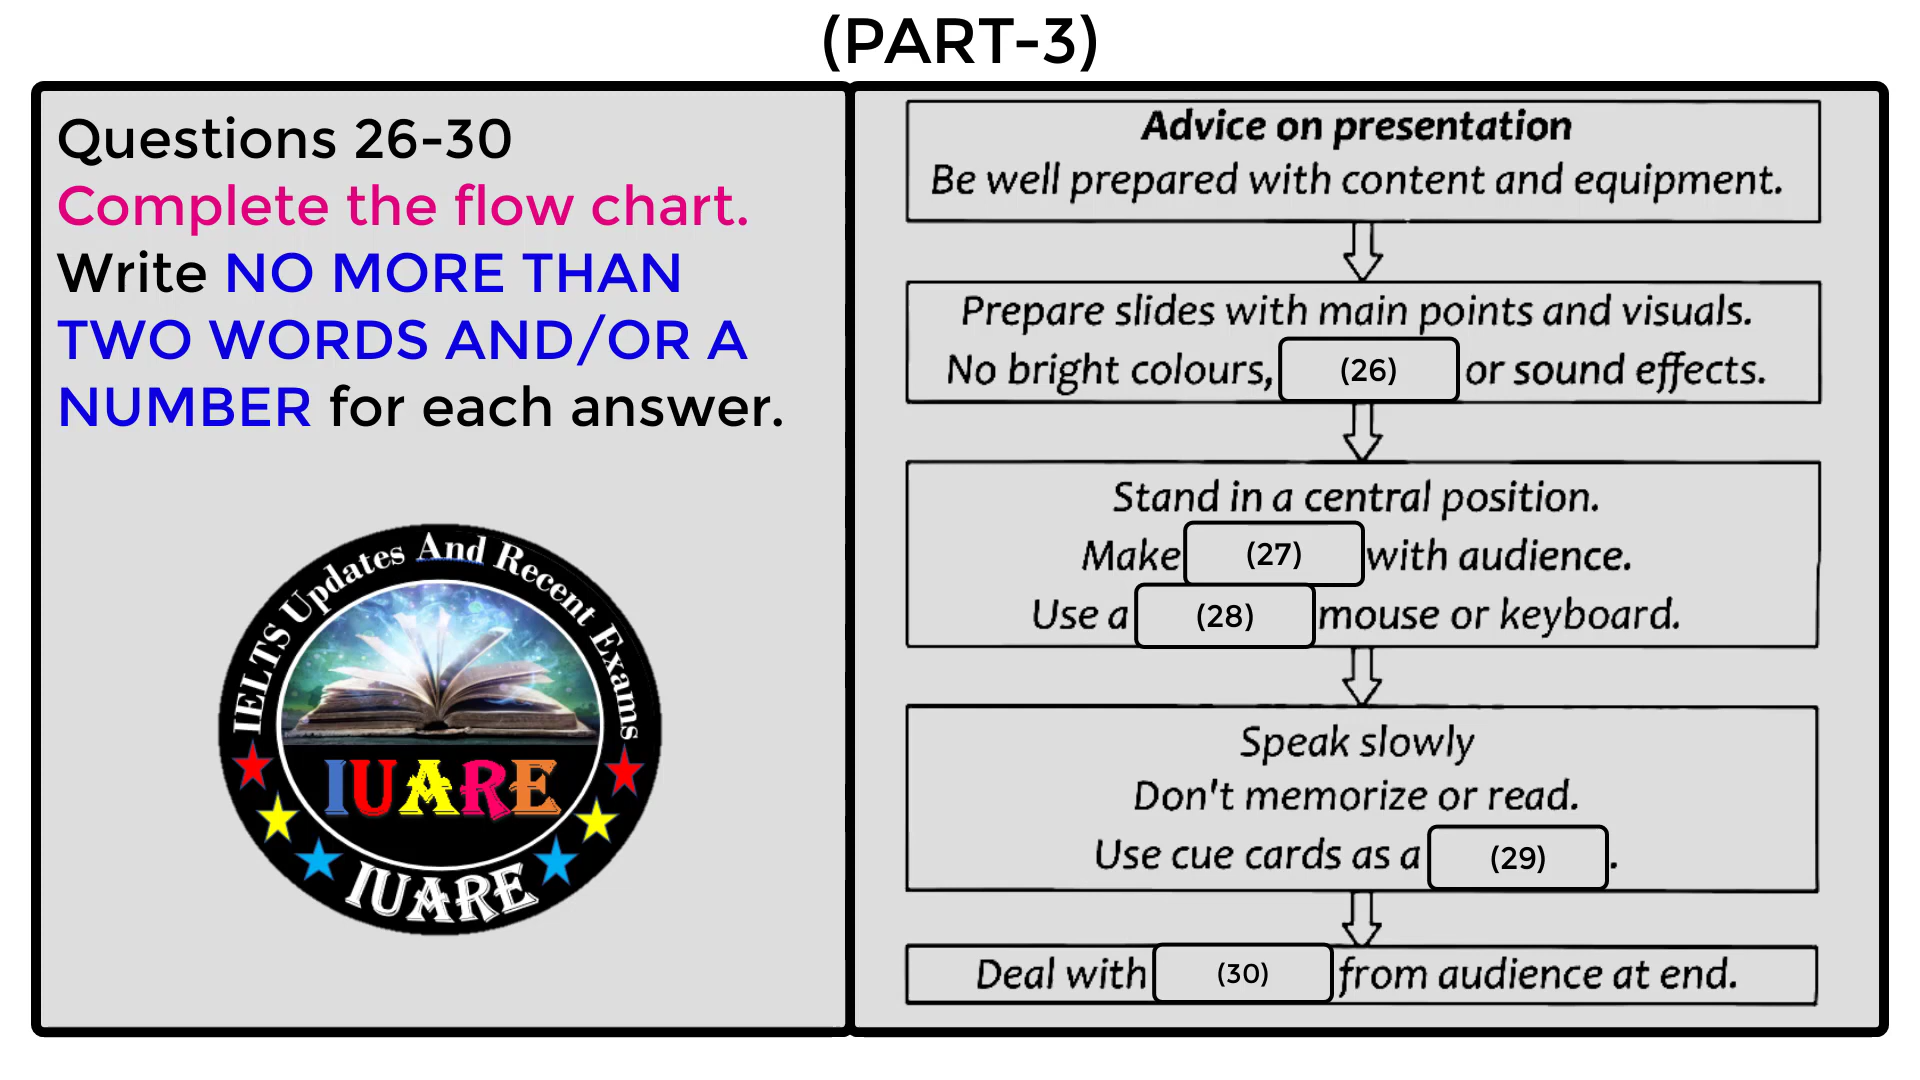 (PART-3)
Questions 26-30
Complete the flow chart.
Write NO MORE THAN
TWO WORDS AND/OR A
NUMBER for each answer.
IELTS Updates And Recent Exams
IUARE
IUARE
Advice on presentation
Be well prepared with content and equipment.
Prepare slides with main points and visuals.
No bright colours, (26) or sound effects.
Stand in a central position.
Make (27) with audience.
Use a (28) mouse or keyboard.
Speak slowly
Don't memorize or read.
Use cue cards as a (29) .
Deal with (30) from audience at end.